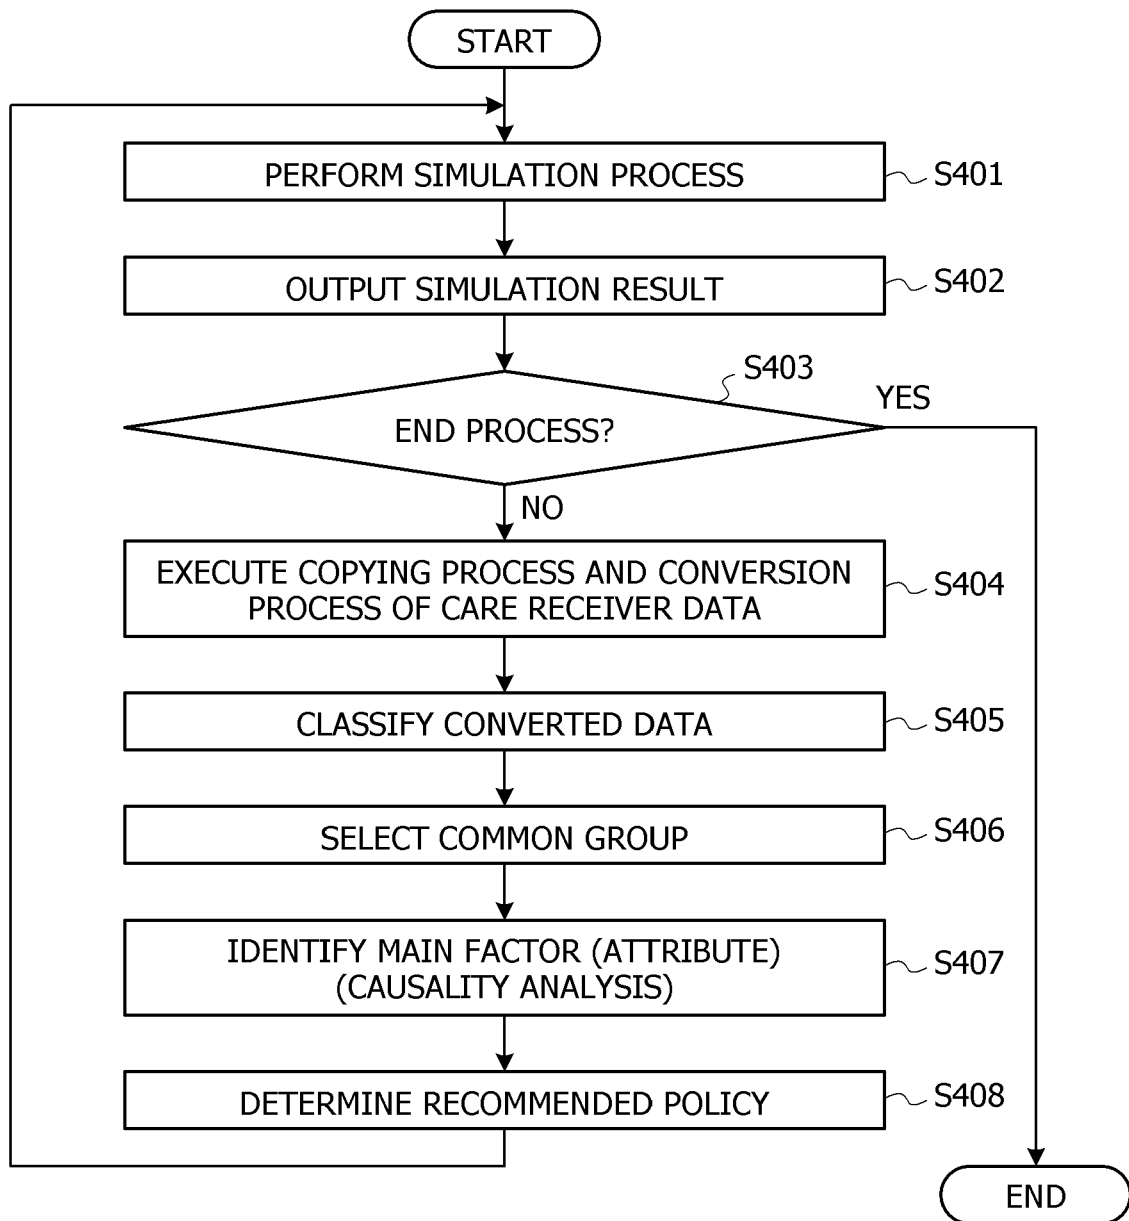 START
PERFORM SIMULATION PROCESS
S401
OUTPUT SIMULATION RESULT
S402
S403
END PROCESS?
YES
NO
EXECUTE COPYING PROCESS AND CONVERSION
PROCESS OF CARE RECEIVER DATA
S404
CLASSIFY CONVERTED DATA
S405
SELECT COMMON GROUP
S406
IDENTIFY MAIN FACTOR (ATTRIBUTE)
(CAUSALITY ANALYSIS)
S407
DETERMINE RECOMMENDED POLICY
S408
END